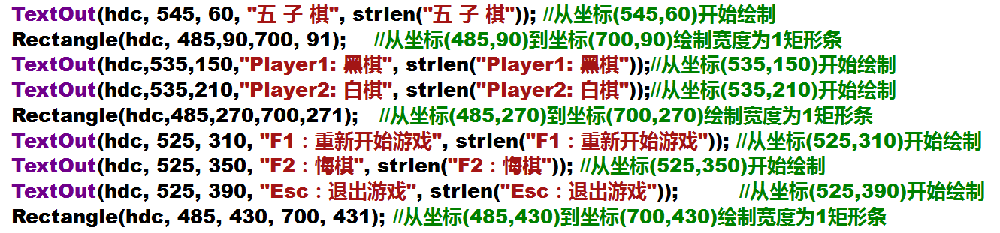 TextOut(hdc, 545, 60, "五 子 棋", strlen("五 子 棋")); //从坐标(545,60)开始绘制
Rectangle(hdc, 485,90,700, 91); //从坐标(485,90)到坐标(700,90)绘制宽度为1矩形条
TextOut(hdc,535,150,"Player1: 黑棋", strlen("Player1: 黑棋"));//从坐标(535,150)开始绘制
TextOut(hdc,535,210,"Player2: 白棋", strlen("Player2: 白棋"));//从坐标(535,210)开始绘制
Rectangle(hdc,485,270,700,271); //从坐标(485,270)到坐标(700,270)绘制宽度为1矩形条
TextOut(hdc, 525, 310, "F1：重新开始游戏", strlen("F1：重新开始游戏")); //从坐标(525,310)开始绘制
TextOut(hdc, 525, 350, "F2：悔棋", strlen("F2：悔棋")); //从坐标(525,350)开始绘制
TextOut(hdc, 525, 390, "Esc：退出游戏", strlen("Esc：退出游戏")); //从坐标(525,390)开始绘制
Rectangle(hdc, 485, 430, 700, 431); //从坐标(485,430)到坐标(700,430)绘制宽度为1矩形条